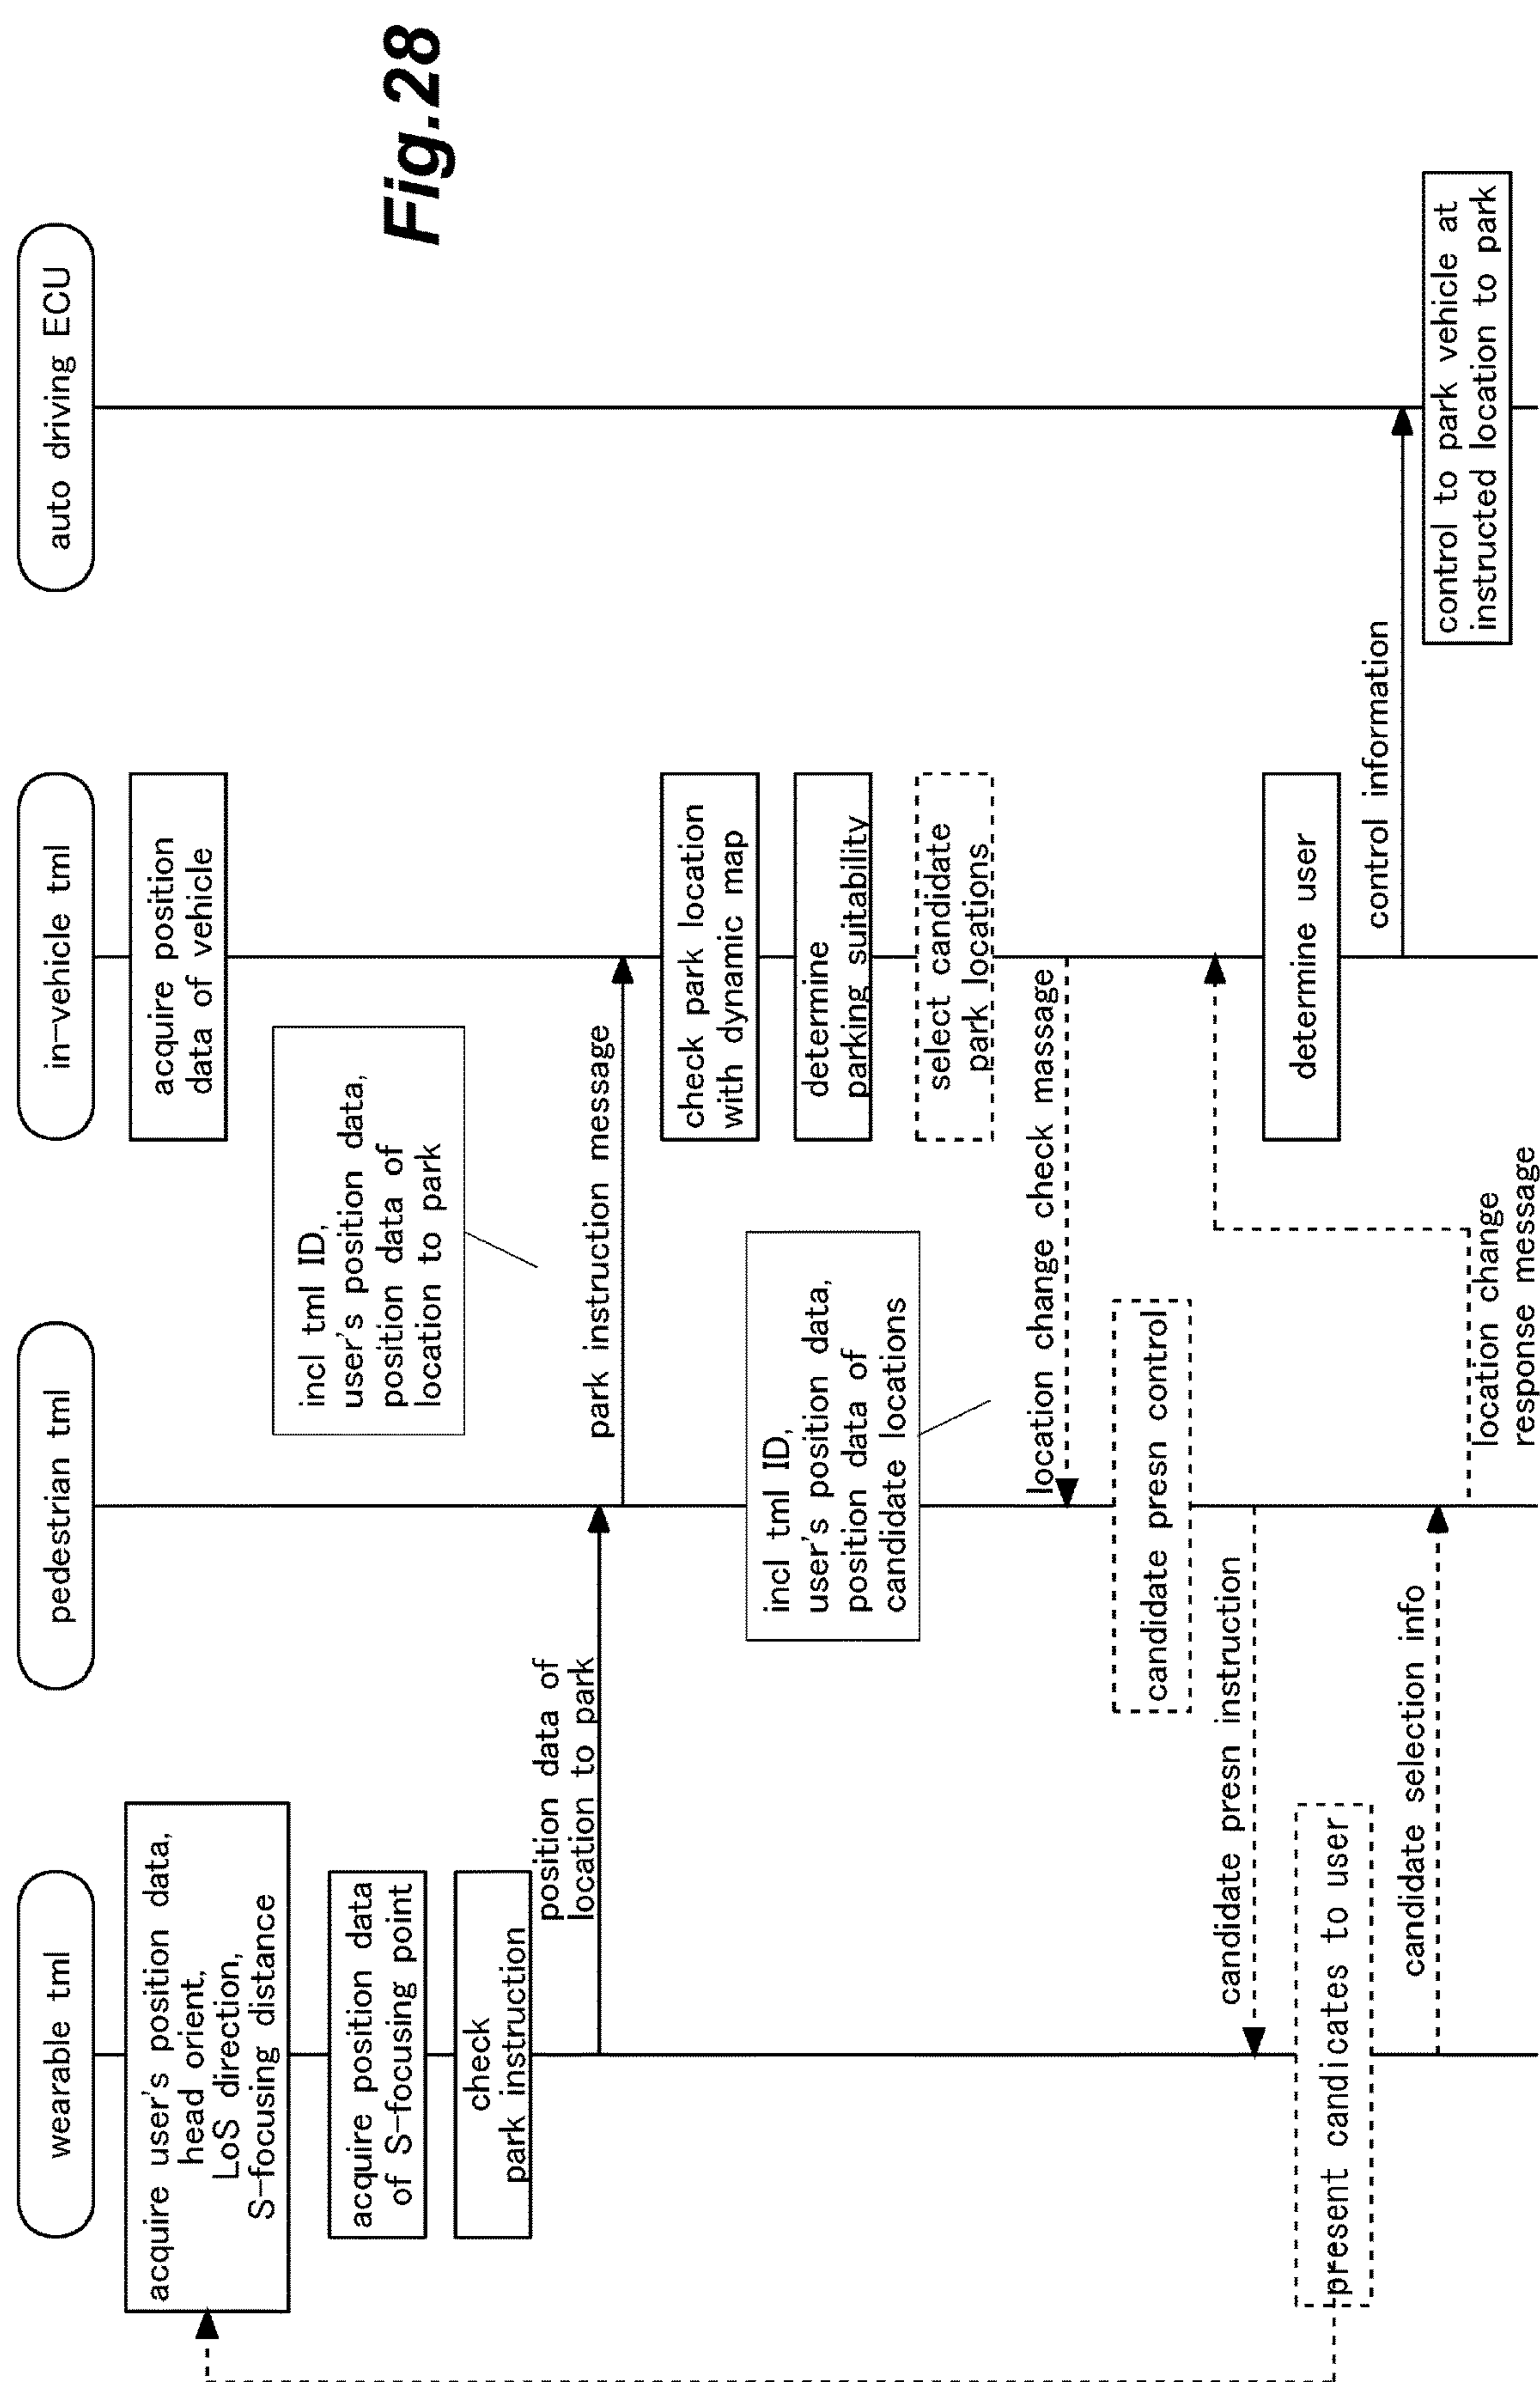 Fig.28
wearable tml
pedestrian tml
in-vehicle tml
auto driving ECU
acquire user's position data,
head orient,
LoS direction,
S-focusing distance
acquire position
data of vehicle
acquire position data
of S-focusing point
incl tml ID,
user's position data,
position data of
location to park
check
park instruction
position data of
location to park
park instruction message
check park location
with dynamic map
incl tml ID,
user's position data,
position data of
candidate locations
determine
parking suitability
select candidate
park locations
location change check massage
candidate presn control
candidate presn instruction
determine user
present candicates to user
control information
candidate selection info
control to park vehicle at
instructed location to park
location change
response message